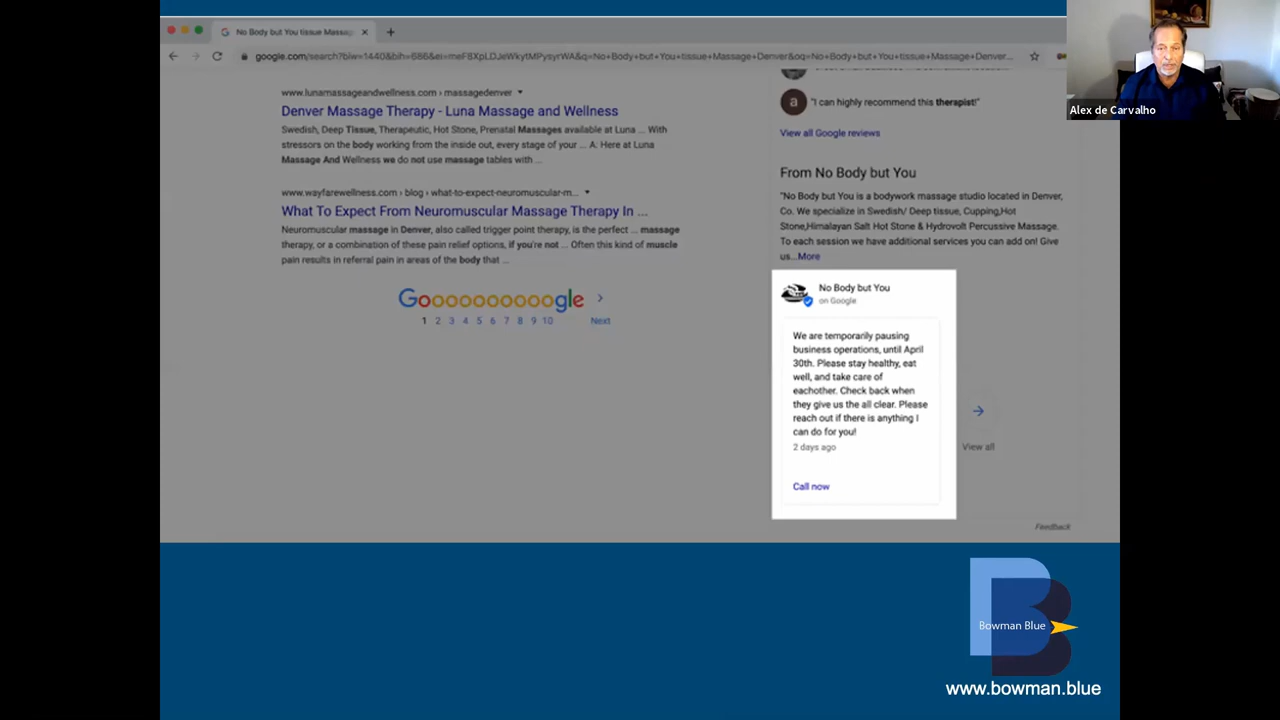 No Body but You tissue Massag
google.com/search?biw=1440&bih=686&ei=meF8XpLDJeWkytMPysyrWA&q=No+Body+but+You+tissue+Massage+Denver&oq=No+Body+but+You+tissue+Massage+Denver...
Alex de Carvalho
www.lunamassageandwellness.com › massagedenver
Denver Massage Therapy - Luna Massage and Wellness
Swedish, Deep Tissue, Therapeutic, Hot Stone, Prenatal Massages available at Luna ... With
stressors on the body working from the inside out, every stage of your ... A: Here at Luna
Massage And Wellness we do not use massage tables with ...
www.wayfarewellness.com › blog › what-to-expect-neuromuscular-m...
What To Expect From Neuromuscular Massage Therapy In ...
Neuromuscular massage in Denver, also called trigger point therapy, is the perfect ... massage
therapy, or a combination of these pain relief options, if you're not ... Often this kind of muscle
pain results in referral pain in areas of the body that ...
Goooooooooogle
1 2 3 4 5 6 7 8 9 10 Next
a
"I can highly recommend this therapist!"
View all Google reviews
From No Body but You
"No Body but You is a bodywork massage studio located in Denver,
Co. We specialize in Swedish/ Deep tissue, Cupping,Hot
Stone,Himalayan Salt Hot Stone & Hydrovolt Percussive Massage.
To each session we have additional services you can add on! Give
us...More
No Body but You
on Google
We are temporarily pausing
business operations, until April
30th. Please stay healthy, eat
well, and take care of
eachother. Check back when
they give us the all clear. Please
reach out if there is anything I
can do for you!
2 days ago
Call now
View all
Feedback
Bowman Blue
www.bowman.blue